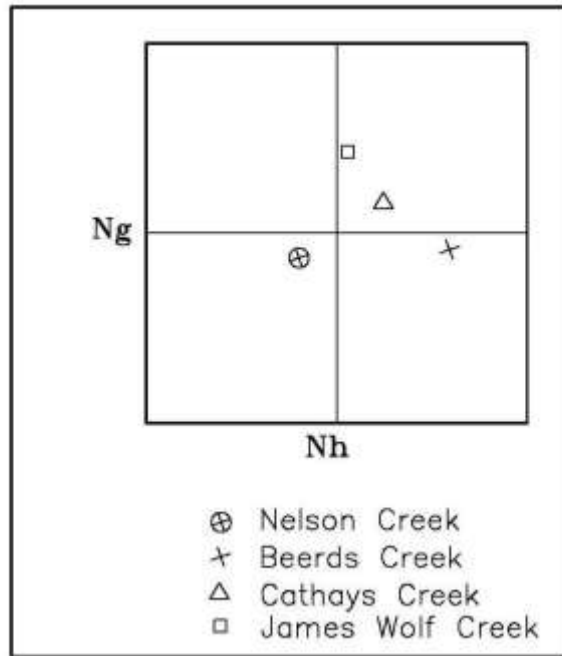 Ng
Nh
Nelson Creek
Beerds Creek
Cathays Creek
James Wolf Creek